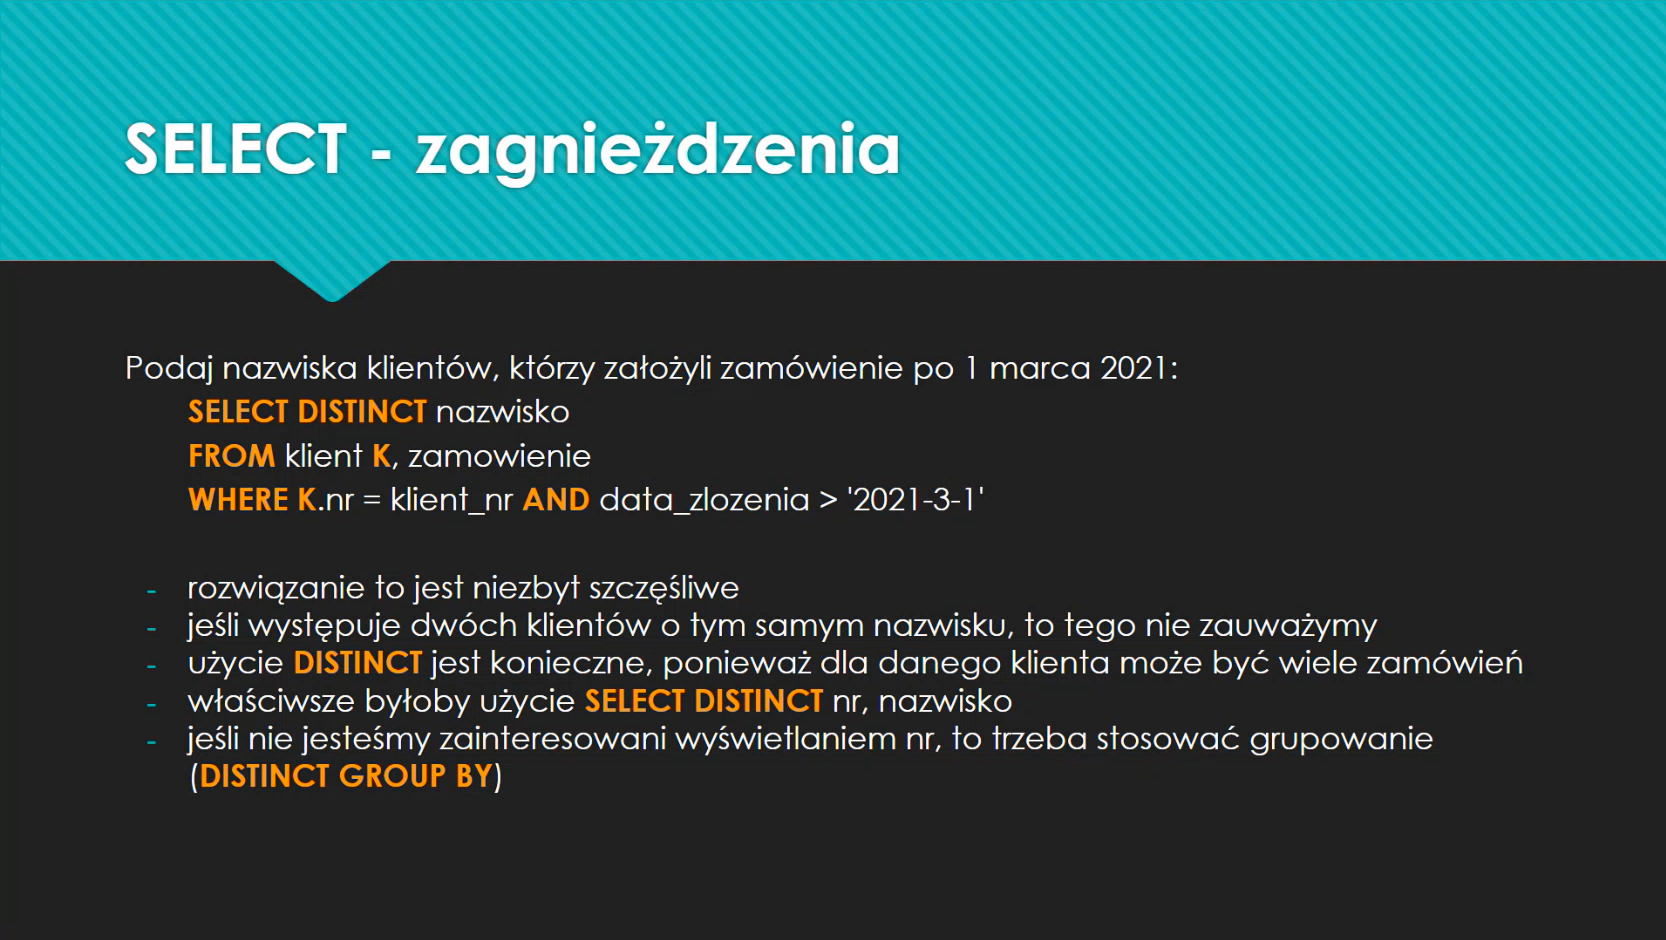 SELECT - zagnieżdzenia
Podaj nazwiska klientów, którzy założyli zamówienie po 1 marca 2021:
SELECT DISTINCT nazwisko
FROM klient K, zamowienie
WHERE K.nr = klient_nr AND data_zlozenia > '2021-3-1'
- rozwiązanie to jest niezbyt szczęśliwe
- jeśli występuje dwóch klientów o tym samym nazwisku, to tego nie zauważymy
- użycie DISTINCT jest konieczne, ponieważ dla danego klienta może być wiele zamówień
- właściwsze byłoby użycie SELECT DISTINCT nr, nazwisko
- jeśli nie jesteśmy zainteresowani wyświetlaniem nr, to trzeba stosować grupowanie
(DISTINCT GROUP BY)